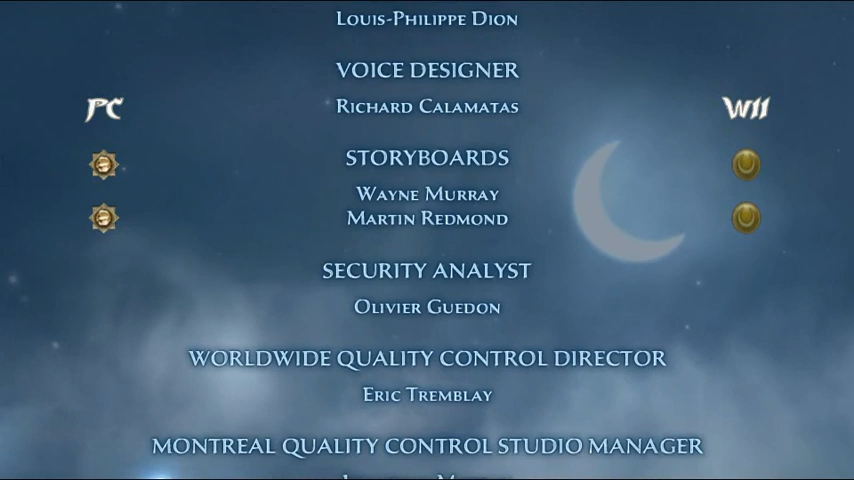 Louis-Philippe Dion
VOICE DESIGNER
PC
Richard Calamatas
WII
STORYBOARDS
Wayne Murray
Martin Redmond
SECURITY ANALYST
Olivier Guedon
WORLDWIDE QUALITY CONTROL DIRECTOR
Eric Tremblay
MONTREAL QUALITY CONTROL STUDIO MANAGER